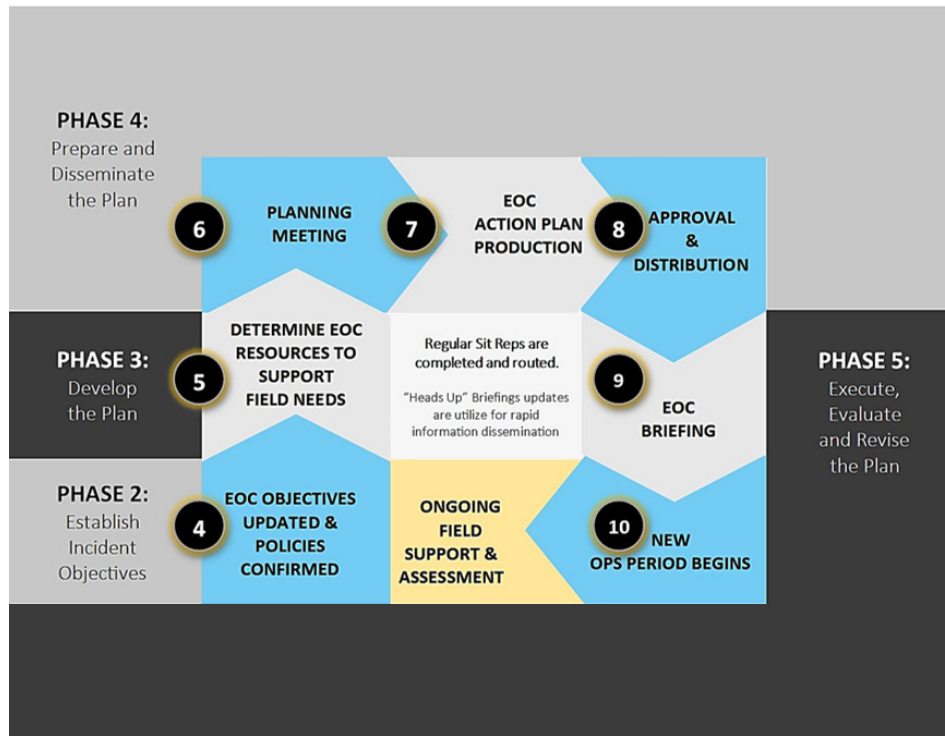 PHASE 4:
Prepare and
Disseminate
the Plan
6
PLANNING
MEETING
7
EOC
ACTION PLAN
PRODUCTION
8
APPROVAL
&
DISTRIBUTION
PHASE 3:
Develop
the Plan
5
DETERMINE EOC
RESOURCES TO
SUPPORT
FIELD NEEDS
Regular Sit Reps are
completed and routed.
"Heads Up" Briefings updates
are utilize for rapid
information dissemination
9
EOC
BRIEFING
PHASE 5:
Execute,
Evaluate
and Revise
the Plan
PHASE 2:
Establish
Incident
Objectives
4
EOC OBJECTIVES
UPDATED &
POLICIES
CONFIRMED
ONGOING
FIELD
SUPPORT &
ASSESSMENT
10
NEW
OPS PERIOD BEGINS